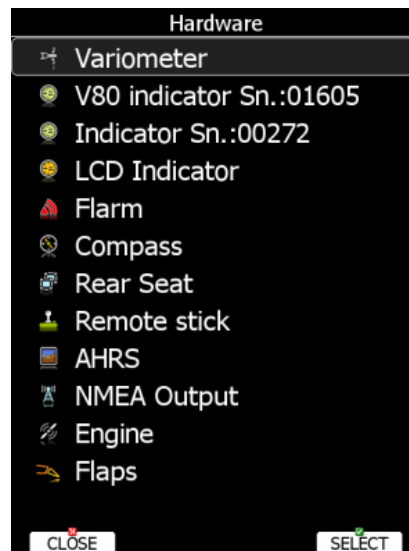 Hardware
Variometer
V80 indicator Sn.:01605
Indicator Sn.:00272
LCD Indicator
Flarm
Compass
Rear Seat
Remote stick
AHRS
NMEA Output
Engine
Flaps
CLOSE SELECT